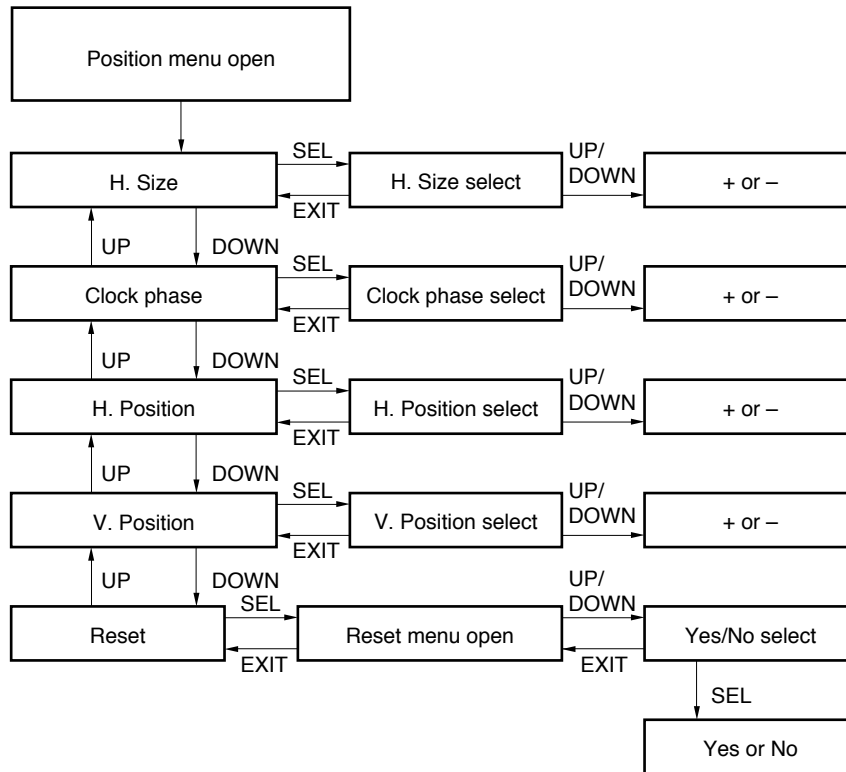 Position menu open
SEL
UP/
DOWN
H. Size
H. Size select
+ or –
EXIT
UP
DOWN
SEL
UP/
DOWN
Clock phase
Clock phase select
+ or –
EXIT
UP
DOWN
SEL
UP/
DOWN
H. Position
H. Position select
+ or –
EXIT
UP
DOWN
SEL
UP/
DOWN
V. Position
V. Position select
+ or –
EXIT
UP
DOWN
SEL
UP/
DOWN
Reset
Reset menu open
Yes/No select
EXIT
EXIT
SEL
Yes or No